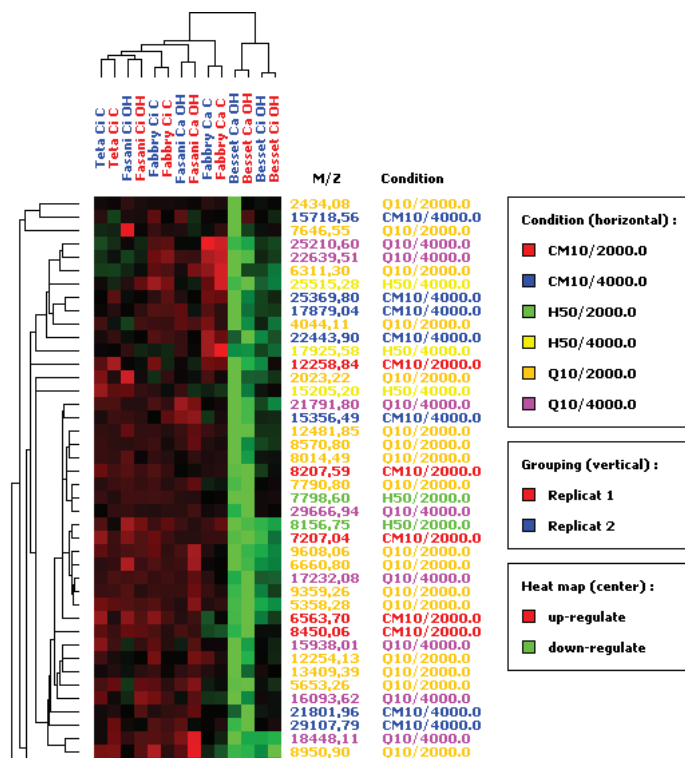 Teta Ci C
Teta Ci C
Fasani Ci OH
Fasani Ci OH
Fabbry Ci C
Fabbry Ci C
Fasani Ca OH
Fasani Ca OH
Fabbry Ca C
Fabbry Ca C
Besset Ca OH
Besset Ca OH
Besset Ci OH
Besset Ci OH
M/Z Condition
2434,08 Q10/2000.0
15718,56 CM10/4000.0
7646,55 Q10/2000.0
25210,60 Q10/4000.0
22639,51 Q10/4000.0
6311,30 Q10/2000.0
25515,28 H50/4000.0
25369,80 CM10/4000.0
17879,04 CM10/4000.0
4044,11 Q10/2000.0
22443,90 CM10/4000.0
17925,58 H50/4000.0
12258,84 CM10/2000.0
2023,22 Q10/2000.0
15205,20 H50/4000.0
21791,80 Q10/4000.0
15356,49 CM10/4000.0
12481,85 Q10/2000.0
8570,80 Q10/2000.0
8014,49 Q10/2000.0
8207,59 CM10/2000.0
7790,80 Q10/2000.0
7798,60 H50/2000.0
29666,94 Q10/4000.0
8156,75 H50/2000.0
7207,04 CM10/2000.0
9608,06 Q10/2000.0
6660,80 Q10/2000.0
17232,08 Q10/4000.0
9359,26 Q10/2000.0
5358,28 Q10/2000.0
6563,70 CM10/2000.0
8450,06 CM10/2000.0
15938,01 Q10/4000.0
12254,13 Q10/2000.0
13409,39 Q10/2000.0
5653,26 Q10/2000.0
16093,62 Q10/4000.0
21801,96 CM10/4000.0
29107,79 CM10/4000.0
18448,11 Q10/4000.0
8950,90 Q10/2000.0
Condition (horizontal) :
CM10/2000.0
CM10/4000.0
H50/2000.0
H50/4000.0
Q10/2000.0
Q10/4000.0
Grouping (vertical) :
Replicat 1
Replicat 2
Heat map (center) :
up-regulate
down-regulate